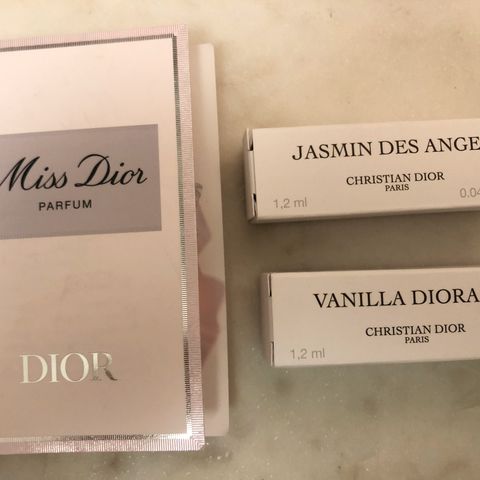 Miss Dior
PARFUM
DIOR
JASMIN DES ANGE
CHRISTIAN DIOR
PARIS
1,2 ml
0.04
VANILLA DIORA
CHRISTIAN DIOR
PARIS
1,2 ml